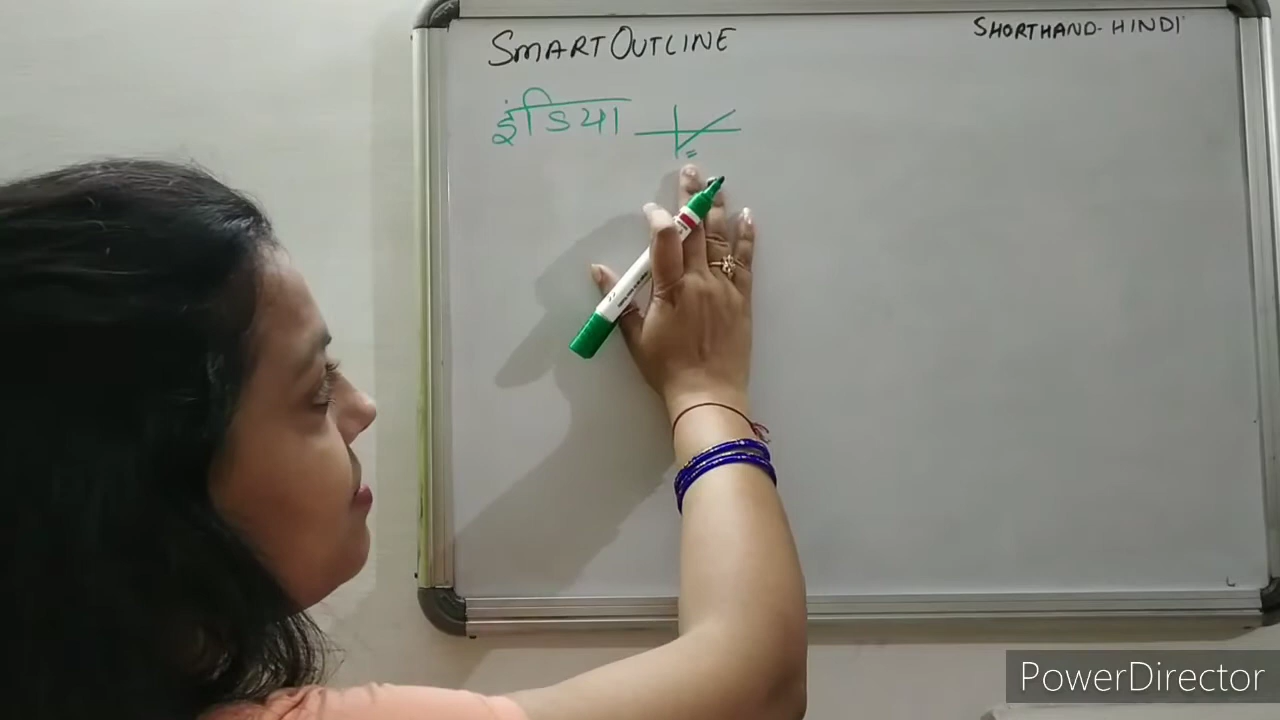 SMART OUTLINE
SHORTHAND-HINDI
इंडिया
PowerDirector